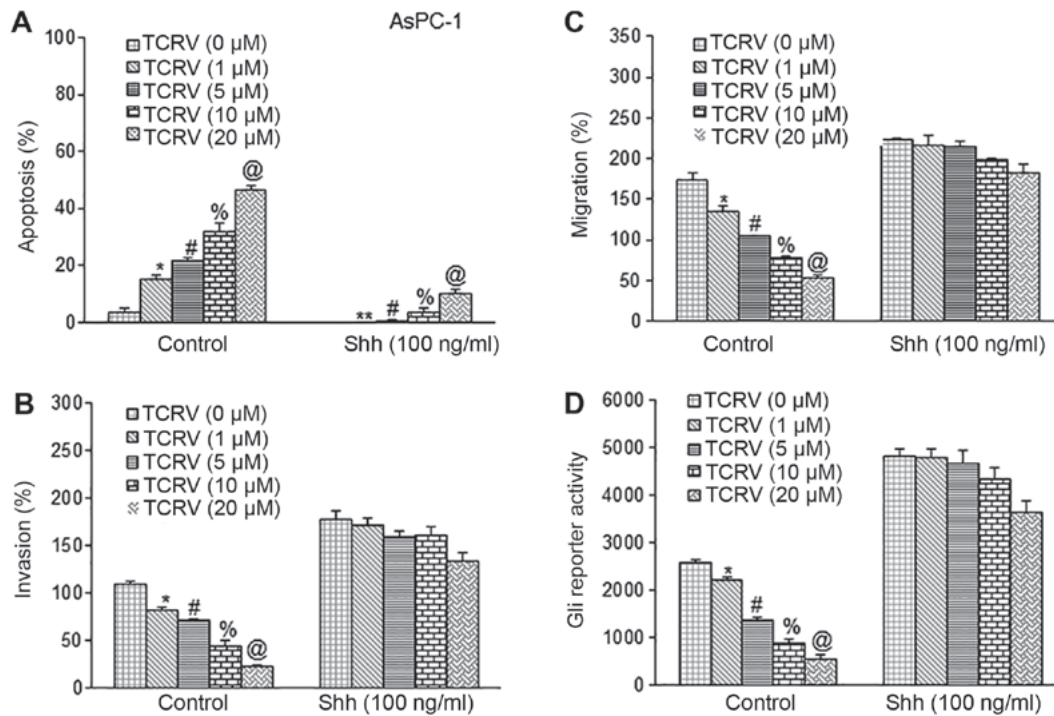 A
AsPC-1
TCRV (0 µM)
TCRV (1 µM)
TCRV (5 µM)
TCRV (10 µM)
TCRV (20 µM)
Apoptosis (%)
100
80
60
40
20
0
* # % @
** # % @
Control Shh (100 ng/ml)
B
TCRV (0 µM)
TCRV (1 µM)
TCRV (5 µM)
TCRV (10 µM)
TCRV (20 µM)
Invasion (%)
300
250
200
150
100
50
0
* # % @
Control Shh (100 ng/ml)
C
TCRV (0 µM)
TCRV (1 µM)
TCRV (5 µM)
TCRV (10 µM)
TCRV (20 µM)
Migration (%)
350
300
250
200
150
100
50
0
* # % @
Control Shh (100 ng/ml)
D
TCRV (0 µM)
TCRV (1 µM)
TCRV (5 µM)
TCRV (10 µM)
TCRV (20 µM)
Gli reporter activity
6000
5000
4000
3000
2000
1000
0
* # % @
Control Shh (100 ng/ml)